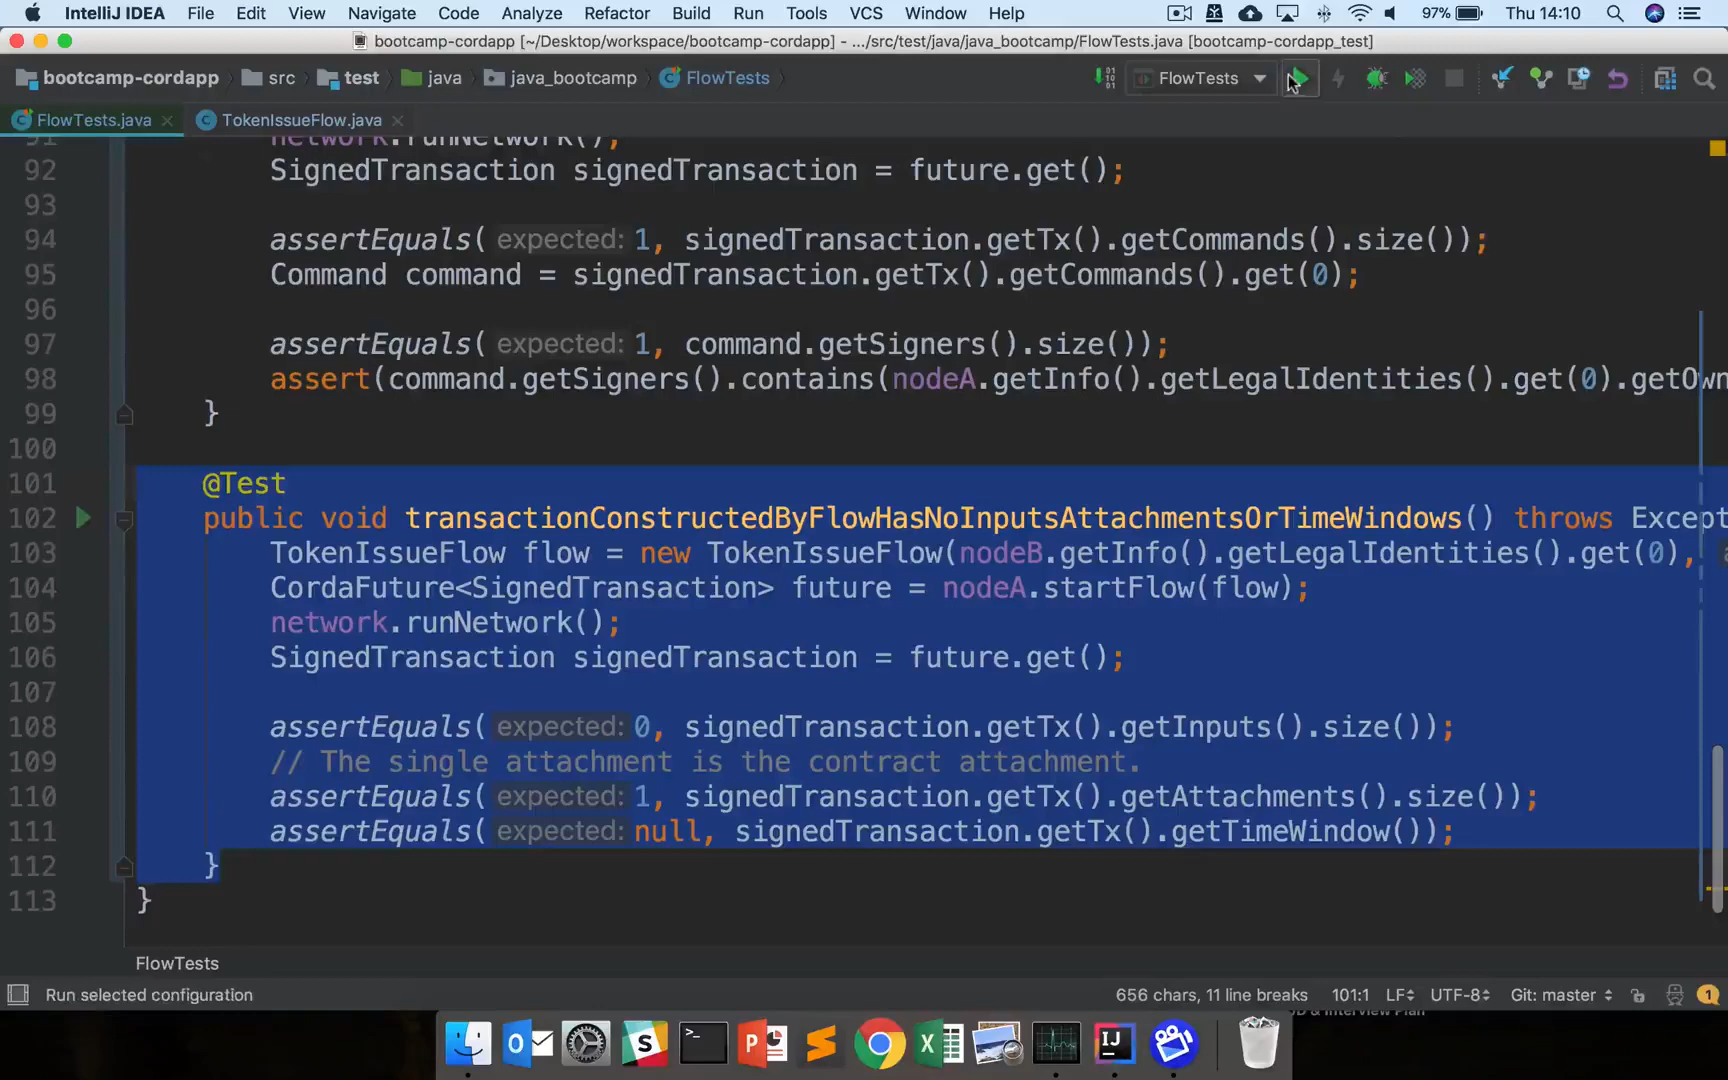 IntelliJ IDEA File Edit View Navigate Code Analyze Refactor Build Run Tools VCS Window Help 97% Thu 14:10
bootcamp-cordapp [~/Desktop/workspace/bootcamp-cordapp] - .../src/test/java/java_bootcamp/FlowTests.java [bootcamp-cordapp_test]
bootcamp-cordapp src test java java_bootcamp FlowTests FlowTests
FlowTests.java TokenIssueFlow.java
91 network.runNetwork();
92 SignedTransaction signedTransaction = future.get();
93
94 assertEquals( expected: 1, signedTransaction.getTx().getCommands().size());
95 Command command = signedTransaction.getTx().getCommands().get(0);
96
97 assertEquals( expected: 1, command.getSigners().size());
98 assert(command.getSigners().contains(nodeA.getInfo().getLegalIdentities().get(0).getOwn
99 }
100
101 @Test
102 public void transactionConstructedByFlowHasNoInputsAttachmentsOrTimeWindows() throws Except
103 TokenIssueFlow flow = new TokenIssueFlow(nodeB.getInfo().getLegalIdentities().get(0),
104 CordaFuture<SignedTransaction> future = nodeA.startFlow(flow);
105 network.runNetwork();
106 SignedTransaction signedTransaction = future.get();
107
108 assertEquals( expected: 0, signedTransaction.getTx().getInputs().size());
109 // The single attachment is the contract attachment.
110 assertEquals( expected: 1, signedTransaction.getTx().getAttachments().size());
111 assertEquals( expected: null, signedTransaction.getTx().getTimeWindow());
112 }
113 }
FlowTests
Run selected configuration 656 chars, 11 line breaks 101:1 LF UTF-8 Git: master 1
& Interview Plan